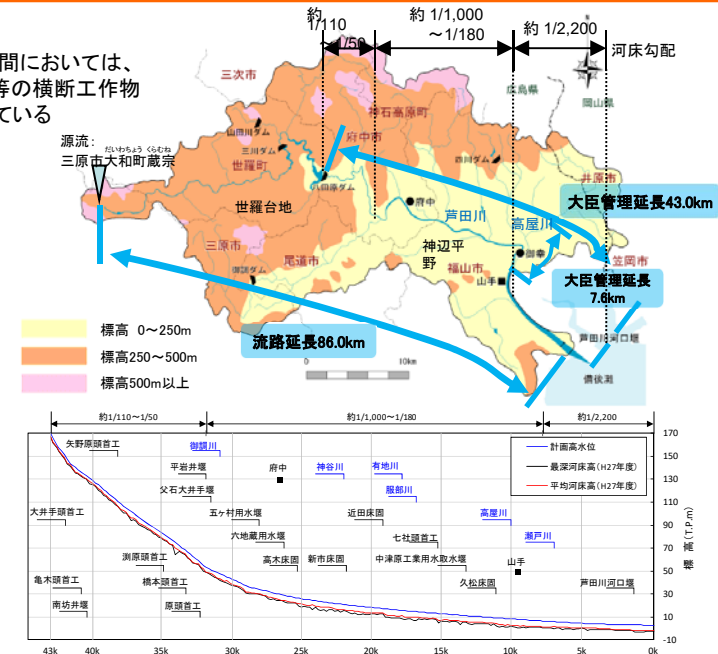 約
1/110
～1/50
約 1/1,000
～1/180
約 1/2,200
河床勾配
間においては、
等の横断工作物
ている
三次市
広島県
岡山県
神石高原町
府中市
源流:
だいわちょう くらむね
三原市大和町蔵宗
山田川ダム
三川ダム
四川ダム
世羅町
八田原ダム
井原市
世羅台地
府中
芦田川
高屋川
大臣管理延長43.0km
三原市
尾道市
御調ダム
神辺平
野
福山市
御幸
山手
笠岡市
大臣管理延長
7.6km
流路延長86.0km
芦田川河口堰
備後灘
標高 0～250m
標高250～500m
標高500m以上
0
10km
約1/110～1/50
約1/1,000～1/180
約1/2,200
矢野原頭首工
御調川
平岩井堰
府中
神谷川
有地川
計画高水位
最深河床高(H27年度)
平均河床高(H27年度)
父石大井手堰
服部川
大井手頭首工
五ヶ村用水堰
近田床固
高屋川
六地蔵用水堰
七社頭首工
瀬戸川
渕原頭首工
高木床固
新市床固
中津原工業用水取水堰
山手
亀木頭首工
橋本頭首工
久松床固
芦田川河口堰
南坊井堰
原頭首工
170
150
130
110
90
70
50
30
10
-10
標 高 (T.P.m)
43k
40k
35k
30k
25k
20k
15k
10k
5k
0k